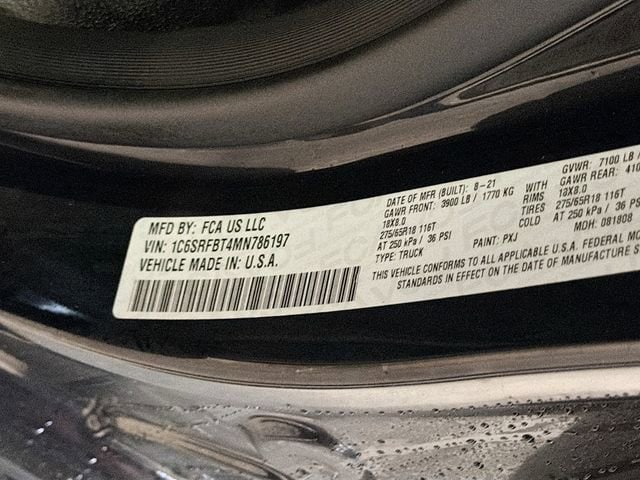 MFD BY: FCA US LLC
VIN: 1C6SRFBT4MN786197
VEHICLE MADE IN: U.S.A.
DATE OF MFR (BUILT): 8-21
GAWR FRONT: 3900 LB / 1770 KG WITH
18X8.0 RIMS
275/65R18 116T TIRES
AT 250 kPa / 36 PSI COLD
TYPE: TRUCK PAINT: PXJ
GVWR: 7100 LB
GAWR REAR: 410
18X8.0
275/65R18 116T
AT 250 kPa / 36
MDH: 081808
THIS VEHICLE CONFORMS TO ALL APPLICABLE U.S.A. FEDERAL MO
STANDARDS IN EFFECT ON THE DATE OF MANUFACTURE S